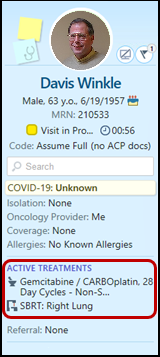 1
Davis Winkle
Male, 63 y.o., 6/19/1957
MRN: 210533
Visit in Pro... 00:56
Code: Assume Full (no ACP docs)
Search
COVID-19: Unknown
Isolation: None
Oncology Provider: Me
Coverage: None
Allergies: No Known Allergies
ACTIVE TREATMENTS
Gemcitabine / CARBOplatin, 28
Day Cycles - Non-S...
SBRT: Right Lung
Referral: None